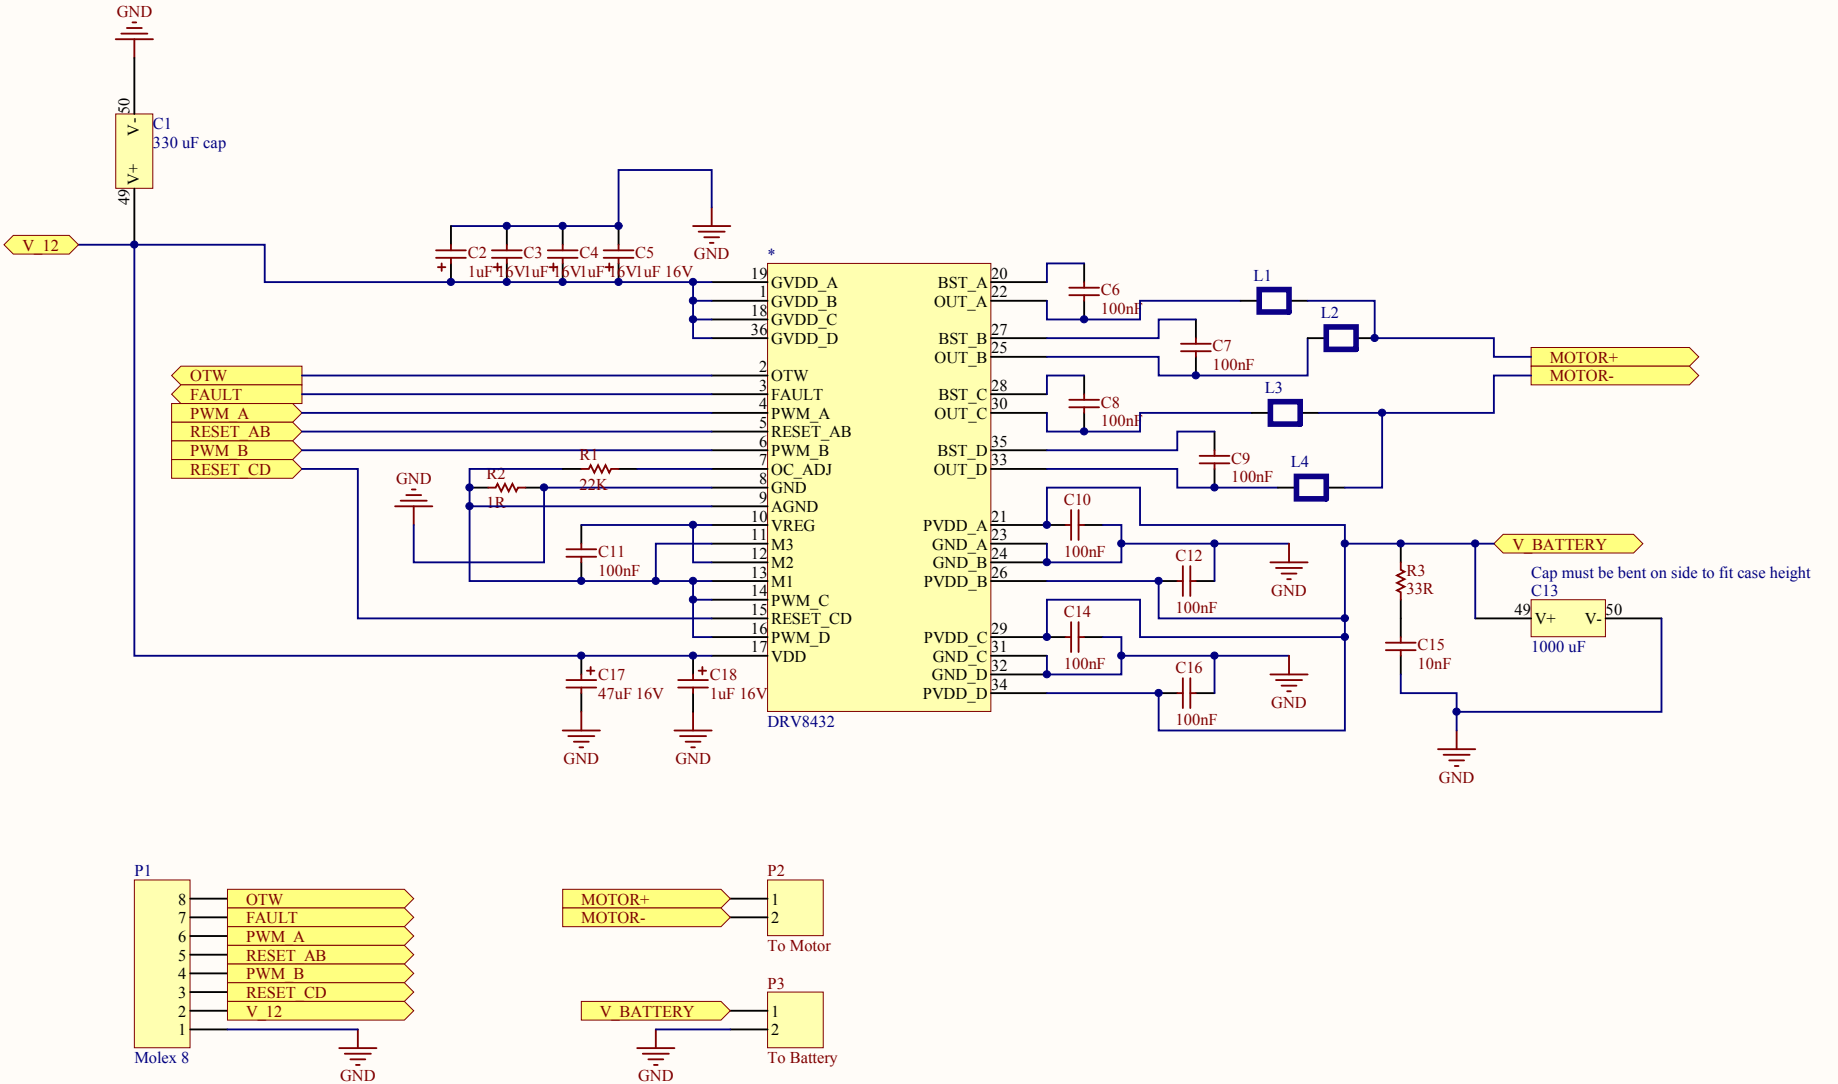 GND
50
V-
C1
330 uF cap
V+
49
V_12
GND
C2
C3
C4
C5
1uF 16V
1uF 16V
1uF 16V
1uF 16V
*
19
GVDD_A
1
GVDD_B
18
GVDD_C
36
GVDD_D
2
OTW
3
FAULT
4
PWM_A
5
RESET_AB
6
PWM_B
7
OC_ADJ
8
GND
9
AGND
10
VREG
11
M3
12
M2
13
M1
14
PWM_C
15
RESET_CD
16
PWM_D
17
VDD
DRV8432
OTW
FAULT
PWM_A
RESET_AB
PWM_B
RESET_CD
GND
R1
22K
R2
1R
C11
100nF
C17
47uF 16V
GND
C18
1uF 16V
GND
BST_A
20
OUT_A
22
BST_B
27
OUT_B
25
BST_C
28
OUT_C
30
BST_D
35
OUT_D
33
PVDD_A
21
GND_A
23
GND_B
24
PVDD_B
26
PVDD_C
29
GND_C
31
GND_D
32
PVDD_D
34
C6
100nF
C7
100nF
C8
100nF
C9
100nF
C10
100nF
C12
100nF
GND
C14
100nF
C16
100nF
GND
L1
L2
L3
L4
MOTOR+
MOTOR-
V_BATTERY
Cap must be bent on side to fit case height
C13
49
V+
V-
50
1000 uF
R3
33R
C15
10nF
GND
P1
8
OTW
7
FAULT
6
PWM_A
5
RESET_AB
4
PWM_B
3
RESET_CD
2
V_12
1
Molex 8
GND
P2
MOTOR+
1
MOTOR-
2
To Motor
P3
V_BATTERY
1
2
To Battery
GND